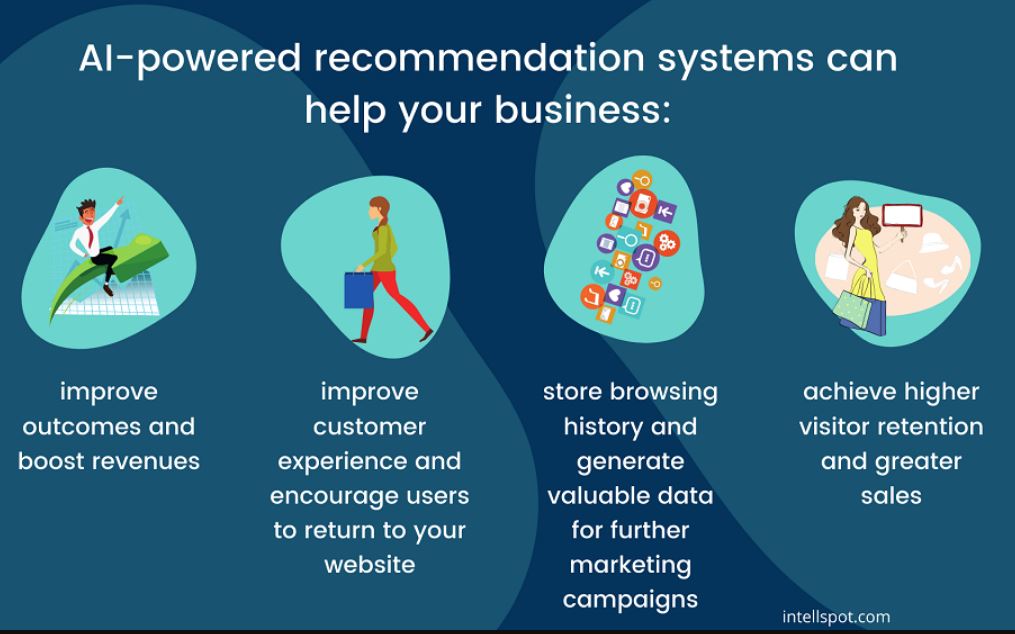 AI-powered recommendation systems can
help your business:
improve
outcomes and
boost revenues
improve
customer
experience and
encourage users
to return to your
website
store browsing
history and
generate
valuable data
for further
marketing
campaigns
achieve higher
visitor retention
and greater
sales
intellspot.com